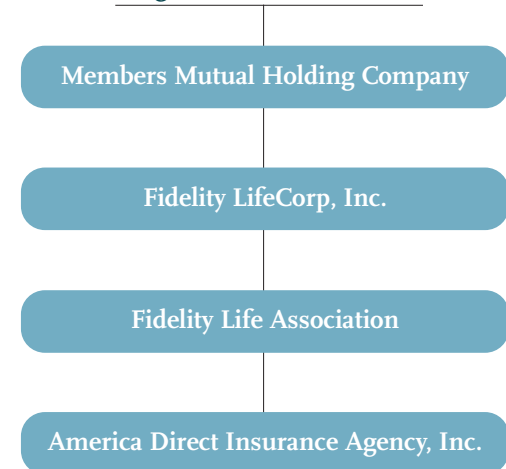 Members Mutual Holding Company
Fidelity LifeCorp, Inc.
Fidelity Life Association
America Direct Insurance Agency, Inc.